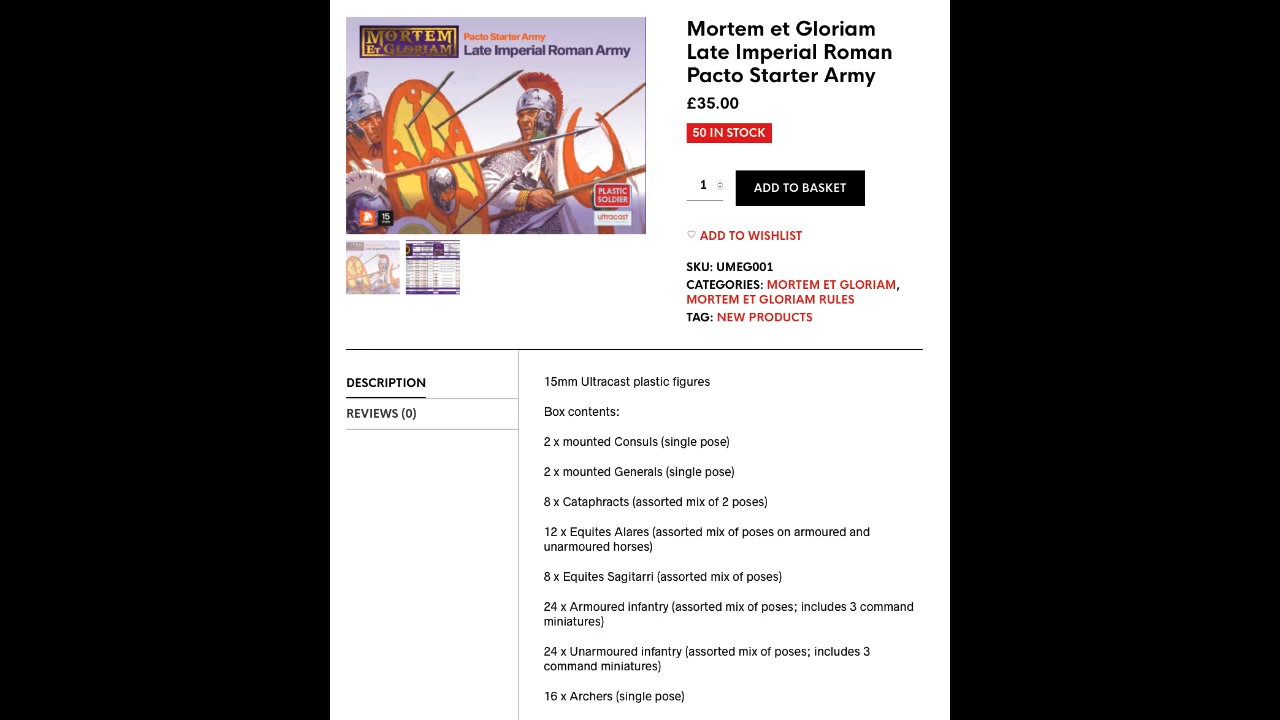 MORTEM
ET GLORIAM
Pacto Starter Army
Late Imperial Roman Army
PLASTIC
SOLDIER
ultracast
15
Mortem et Gloriam
Late Imperial Roman
Pacto Starter Army
£35.00
50 IN STOCK
1
ADD TO BASKET
ADD TO WISHLIST
SKU: UMEG001
CATEGORIES: MORTEM ET GLORIAM,
MORTEM ET GLORIAM RULES
TAG: NEW PRODUCTS
DESCRIPTION
REVIEWS (0)
15mm Ultracast plastic figures
Box contents:
2 x mounted Consuls (single pose)
2 x mounted Generals (single pose)
8 x Cataphracts (assorted mix of 2 poses)
12 x Equites Alares (assorted mix of poses on armoured and
unarmoured horses)
8 x Equites Sagitarri (assorted mix of poses)
24 x Armoured infantry (assorted mix of poses; includes 3 command
miniatures)
24 x Unarmoured infantry (assorted mix of poses; includes 3
command miniatures)
16 x Archers (single pose)